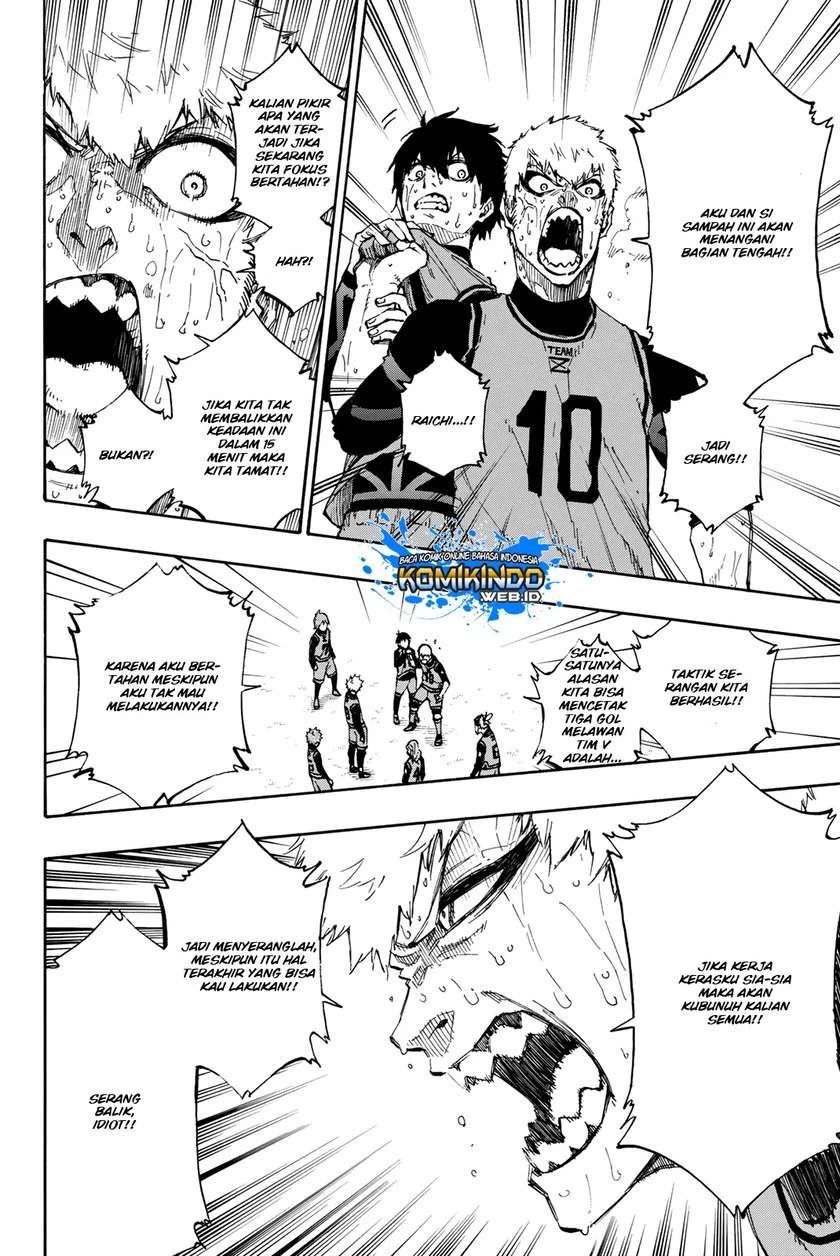 AKU DAN SI
SAMPAH INI AKAN
MENANGANI
BAGIAN TENGAH!!
JADI
SERANG!!
RAICHI...!!
TEAM
Z
10
KALIAN PIKIR
APA YANG
AKAN TER-
JADI JIKA
SEKARANG
KITA FOKUS
BERTAHAN!?
HAH?!
JIKA KITA TAK
MEMBALIKKAN
KEADAAN INI
DALAM 15
MENIT MAKA
KITA TAMAT!!
BUKAN?!
BACA KOMIK ONLINE BAHASA INDONESIA
KOMIKINDO
WEB.ID
TAKTIK SE-
RANGAN KITA
BERHASIL!!
SATU-
SATUNYA
ALASAN
KITA BISA
MENCETAK
TIGA GOL
MELAWAN
TIM V
ADALAH...
KARENA AKU BER-
TAHAN MESKIPUN
AKU TAK MAU
MELAKUKANNYA!!
JIKA KERJA
KERASKU SIA-SIA
MAKA AKAN
KUBUNUH KALIAN
SEMUA!!
JADI MENYERANGLAH,
MESKIPUN ITU HAL
TERAKHIR YANG BISA
KAU LAKUKAN!!
SERANG
BALIK,
IDIOT!!